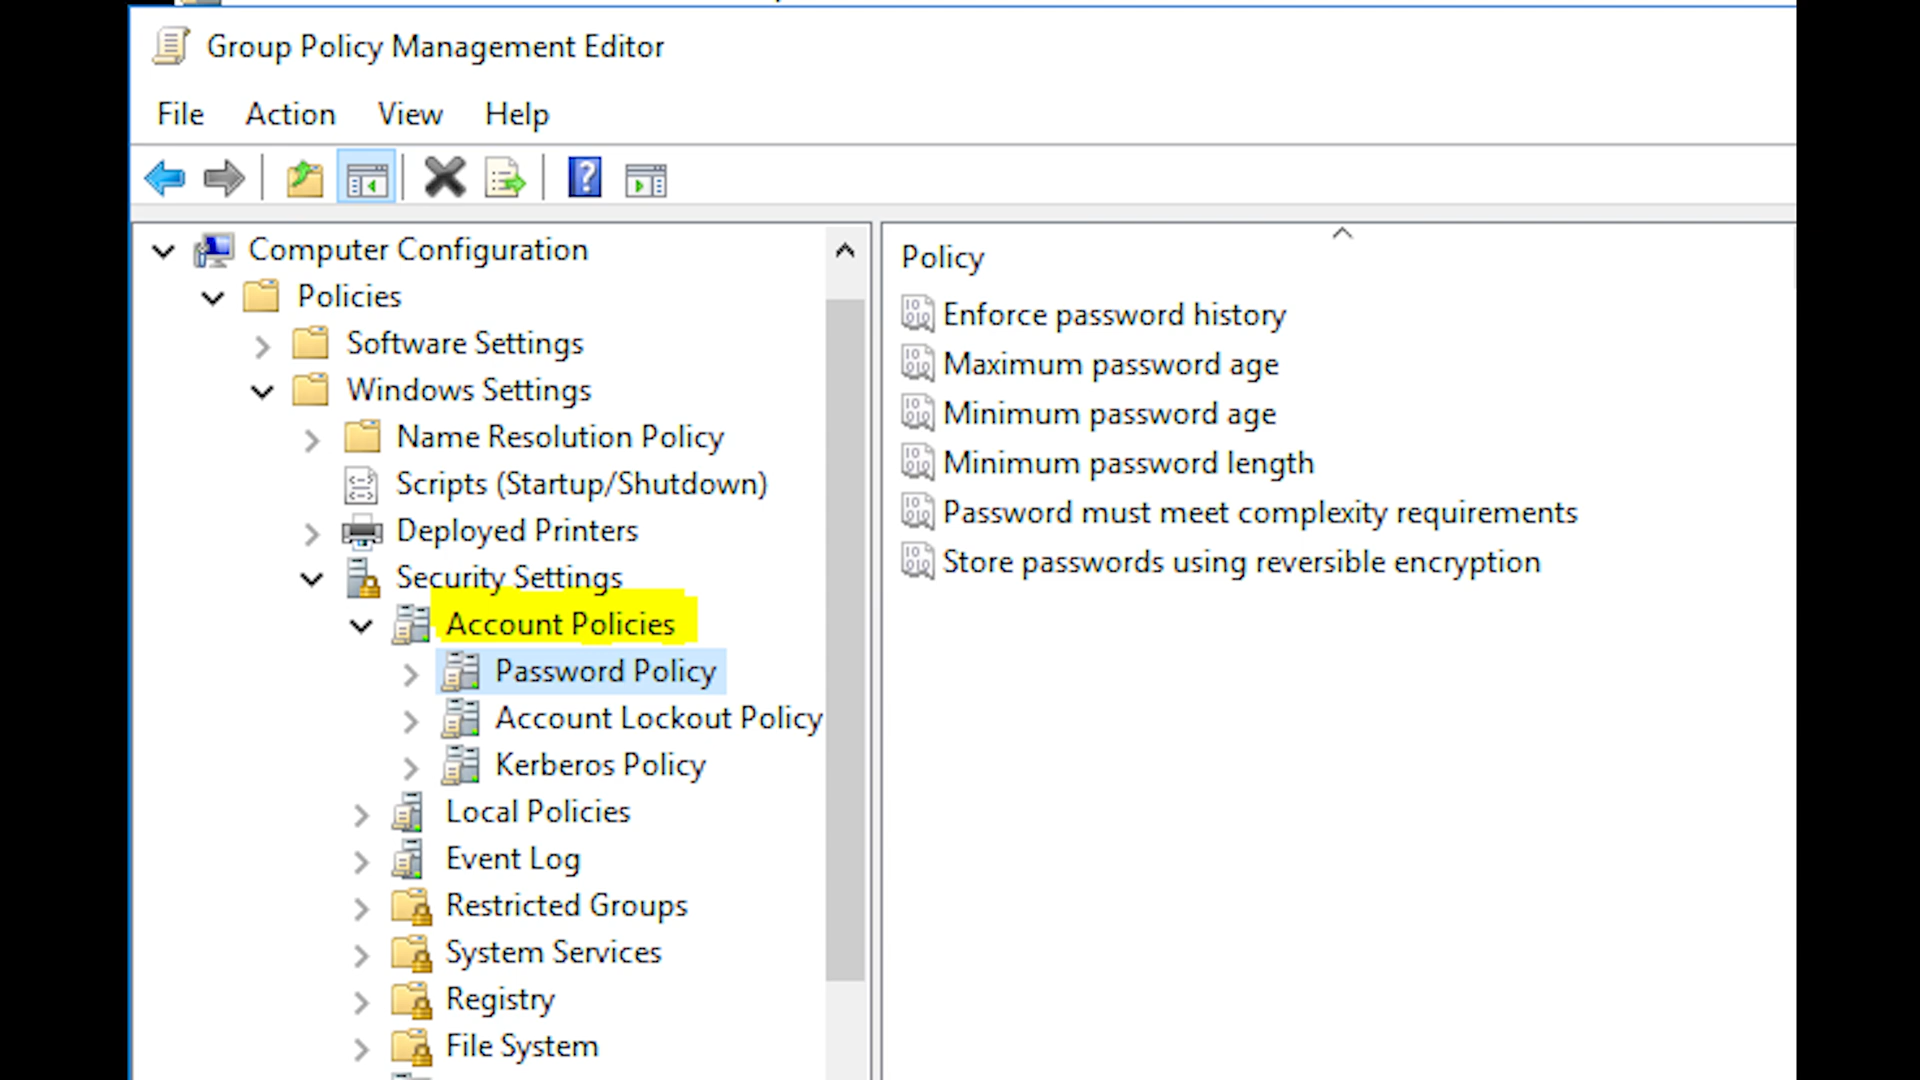 Group Policy Management Editor
File Action View Help
Computer Configuration
Policies
Software Settings
Windows Settings
Name Resolution Policy
Scripts (Startup/Shutdown)
Deployed Printers
Security Settings
Account Policies
Password Policy
Account Lockout Policy
Kerberos Policy
Local Policies
Event Log
Restricted Groups
System Services
Registry
File System
Policy
Enforce password history
Maximum password age
Minimum password age
Minimum password length
Password must meet complexity requirements
Store passwords using reversible encryption